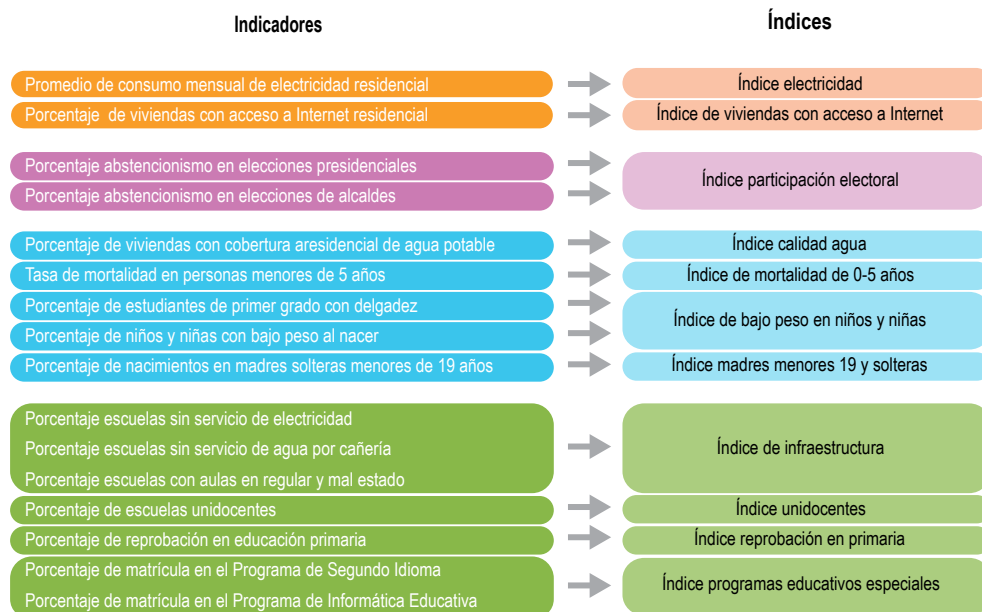 Indicadores
Índices
Promedio de consumo mensual de electricidad residencial
Índice electricidad
Porcentaje de viviendas con acceso a Internet residencial
Índice de viviendas con acceso a Internet
Porcentaje abstencionismo en elecciones presidenciales
Porcentaje abstencionismo en elecciones de alcaldes
Índice participación electoral
Porcentaje de viviendas con cobertura aresidencial de agua potable
Índice calidad agua
Tasa de mortalidad en personas menores de 5 años
Índice de mortalidad de 0-5 años
Porcentaje de estudiantes de primer grado con delgadez
Porcentaje de niños y niñas con bajo peso al nacer
Índice de bajo peso en niños y niñas
Porcentaje de nacimientos en madres solteras menores de 19 años
Índice madres menores 19 y solteras
Porcentaje escuelas sin servicio de electricidad
Porcentaje escuelas sin servicio de agua por cañería
Porcentaje escuelas con aulas en regular y mal estado
Índice de infraestructura
Porcentaje de escuelas unidocentes
Índice unidocentes
Porcentaje de reprobación en educación primaria
Índice reprobación en primaria
Porcentaje de matrícula en el Programa de Segundo Idioma
Porcentaje de matrícula en el Programa de Informática Educativa
Índice programas educativos especiales